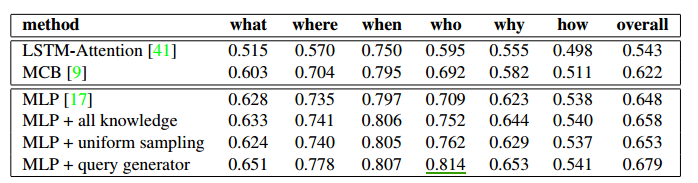 method what where when who why how overall
LSTM-Attention [41] 0.515 0.570 0.750 0.595 0.555 0.498 0.543
MCB [9] 0.603 0.704 0.795 0.692 0.582 0.511 0.622
MLP [17] 0.628 0.735 0.797 0.709 0.623 0.538 0.648
MLP + all knowledge 0.633 0.741 0.806 0.752 0.644 0.540 0.658
MLP + uniform sampling 0.624 0.740 0.805 0.762 0.629 0.537 0.653
MLP + query generator 0.651 0.778 0.807 0.814 0.653 0.541 0.679